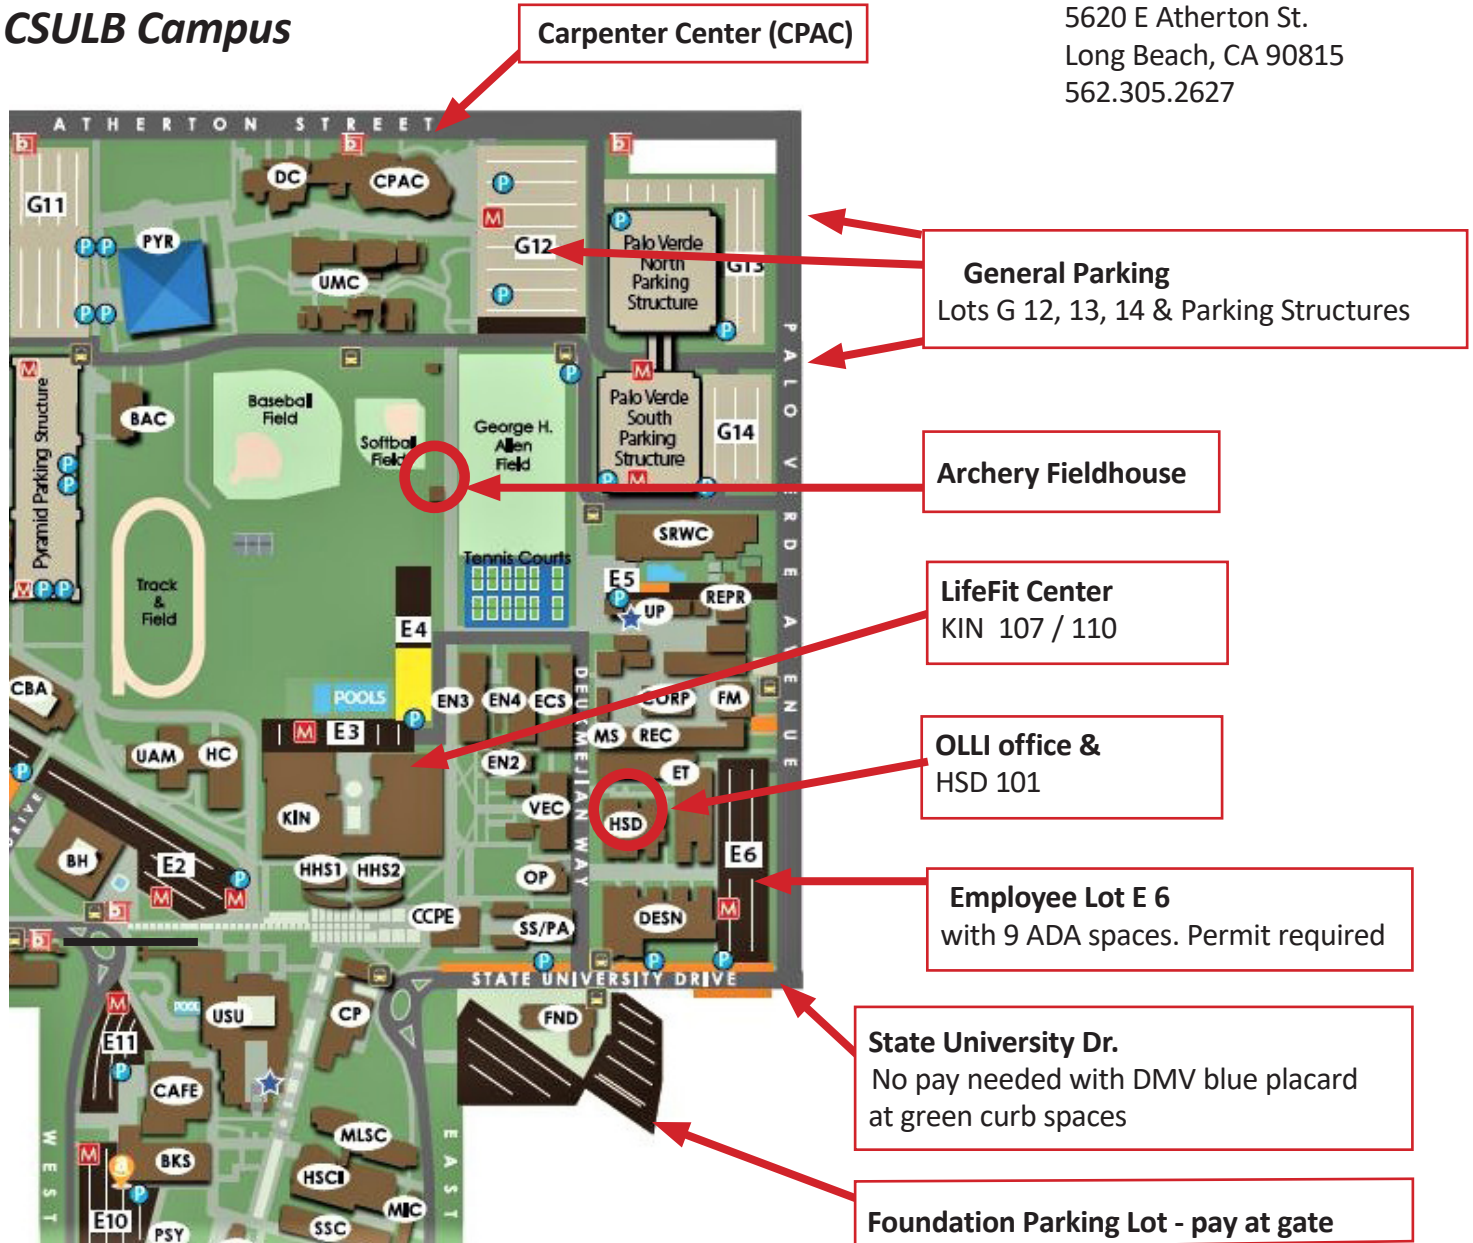 CSULB Campus
Carpenter Center (CPAC)
5620 E Atherton St.
Long Beach, CA 90815
562.305.2627
ATHERTON STREET
G11
PYR
DC
CPAC
UMC
M
G12
P
Palo Verde
North
Parking
Structure
G13
General Parking
Lots G 12, 13, 14 & Parking Structures
PALO VERDE AVENUE
M
Pyramid Parking Structure
BAC
Baseball
Field
Softball
Field
George H.
Allen
Field
Palo Verde
South
Parking
Structure
G14
Archery Fieldhouse
SRWC
Tennis Courts
Track
&
Field
E4
E5
UP
REPR
LifeFit Center
KIN 107 / 110
CBA
POOLS
EN3
EN4
ECS
DEUKMEJIAN WAY
CORP
FM
M
E3
MS
REC
UAM
HC
EN2
ET
OLLI office &
HSD 101
DRIVE
KIN
VEC
HSD
BH
E2
HHS1
HHS2
OP
E6
Employee Lot E 6
with 9 ADA spaces. Permit required
CCPE
SS/PA
DESN
M
STATE UNIVERSITY DRIVE
M
E11
POOL
USU
CP
FND
State University Dr.
No pay needed with DMV blue placard
at green curb spaces
CAFE
WEST
EAST
M
a
BKS
MLSC
HSCI
MIC
E10
PSY
SSC
Foundation Parking Lot - pay at gate